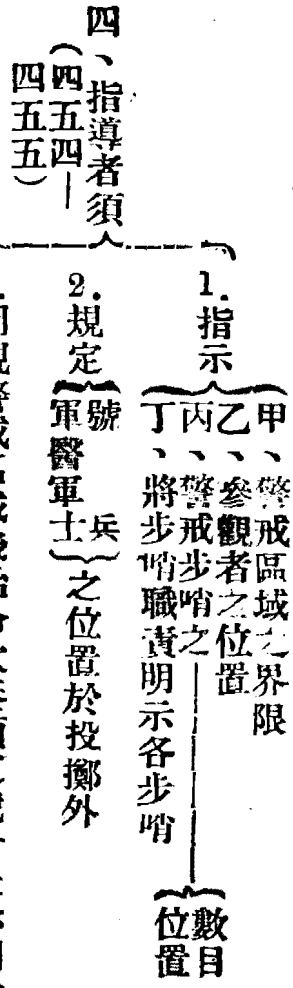 四、指導者須
（四五四—
四五五）
1.指示
甲、警戒區域之界限
乙、參觀者之位置
丙、警戒步哨之
數目
位置
丁、將步哨職責明示各步哨
2.規定
號兵
軍醫軍士
之位置於投擲外